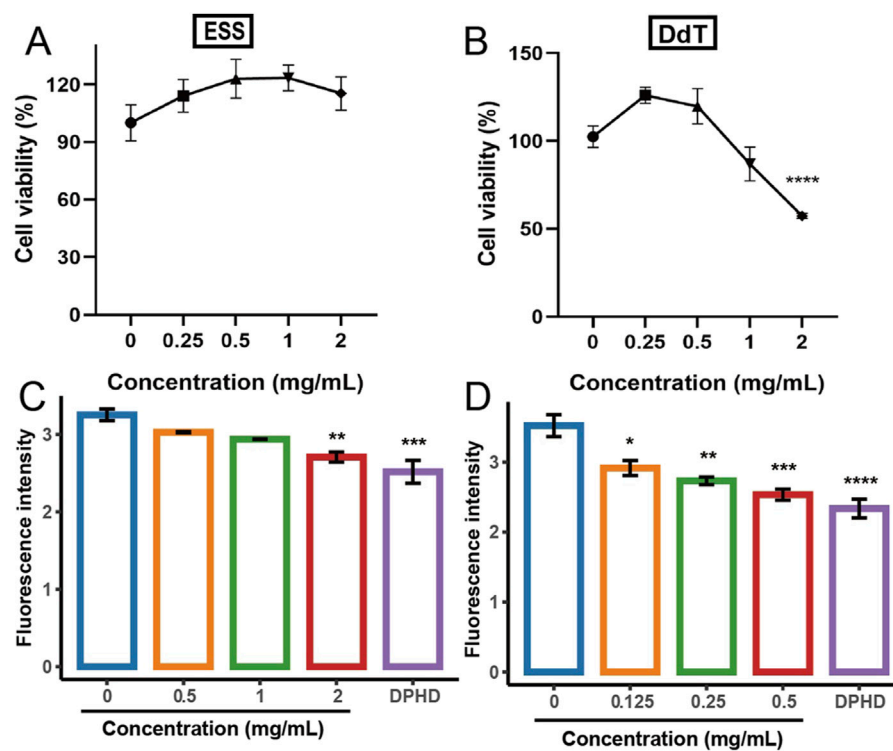 A
ESS
Cell viability (%)
120
90
60
30
0
0 0.25 0.5 1 2
Concentration (mg/mL)
B
DdT
Cell viability (%)
150
100
50
0
****
0 0.25 0.5 1 2
Concentration (mg/mL)
C
Fluorescence intensity
3
2
1
0
** ***
0 0.5 1 2 DPHD
Concentration (mg/mL)
D
Fluorescence intensity
3
2
1
0
* ** *** ****
0 0.125 0.25 0.5 DPHD
Concentration (mg/mL)